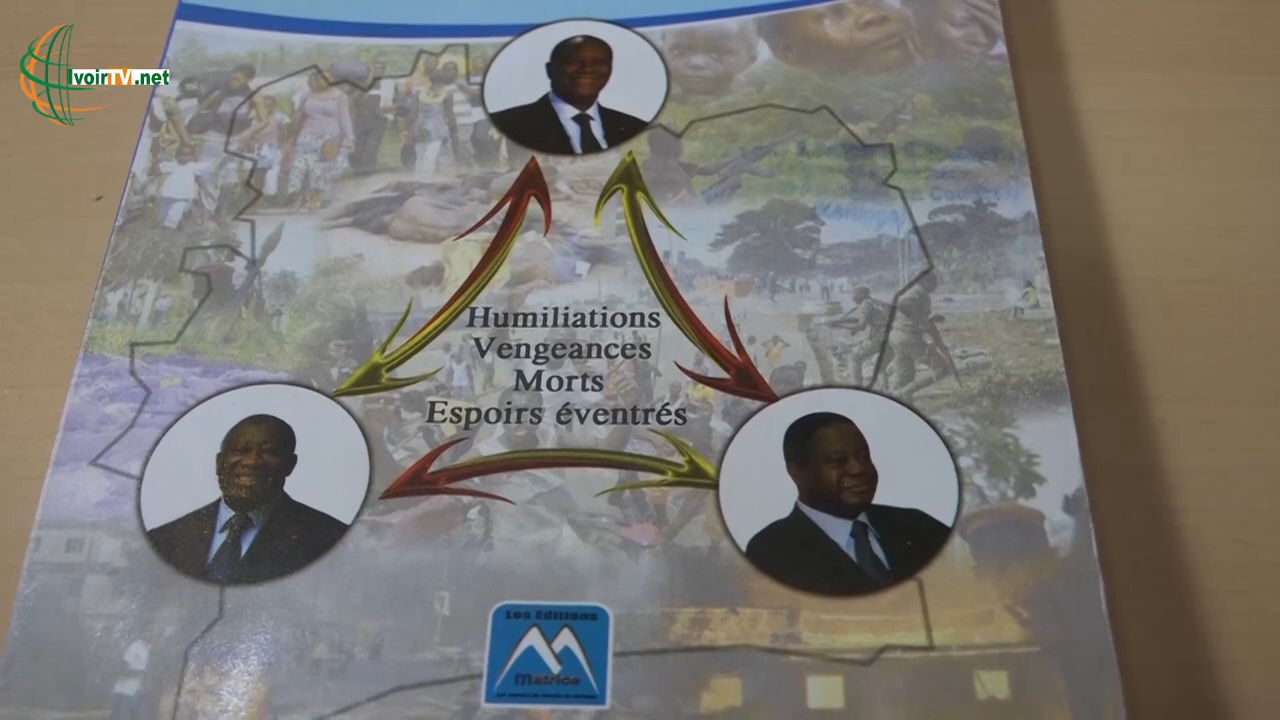 IvoirTV.net
Humiliations
Vengeances
Morts
Espoirs éventrés
Les Editions
Matrice